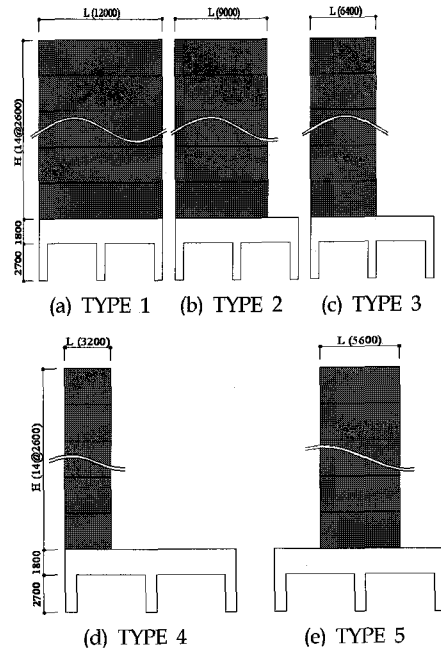 L (12000) L (9000) L (6400)
H (14@2600)
1800
2700
(a) TYPE 1 (b) TYPE 2 (c) TYPE 3
L (3200) L (5600)
H (14@2600)
1800
2700
(d) TYPE 4 (e) TYPE 5